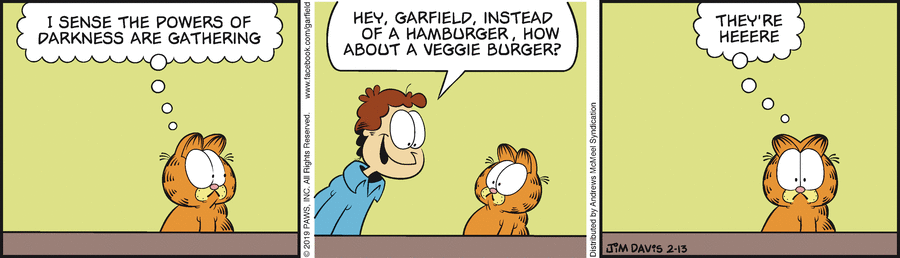 I SENSE THE POWERS OF
DARKNESS ARE GATHERING
© 2019 PAWS, INC. All Rights Reserved. www.facebook.com/garfield
HEY, GARFIELD, INSTEAD
OF A HAMBURGER, HOW
ABOUT A VEGGIE BURGER?
Distributed by Andrews McMeel Syndication
THEY'RE
HEEERE
JIM DAVIS 2-13